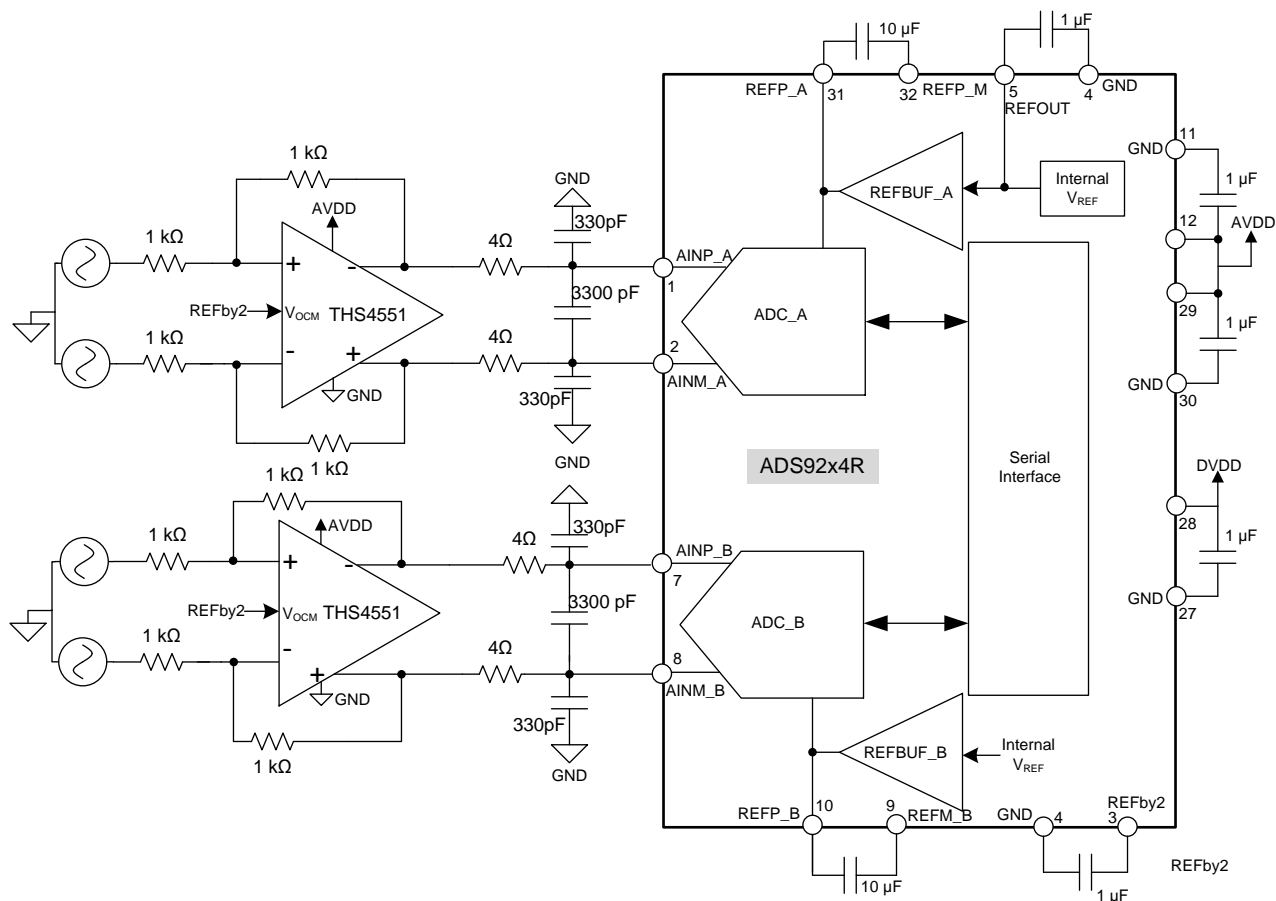 10 µF
1 µF
REFP_A
31
32
REFP_M
5
REFOUT
4
GND
1 kΩ
AVDD
1 kΩ
+
-
REFby2
VOCM
THS4551
1 kΩ
-
+
GND
1 kΩ
GND
330pF
4Ω
3300 pF
4Ω
330pF
GND
AINP_A
1
2
AINM_A
ADC_A
REFBUF_A
Internal
VREF
11
GND
1 µF
12
AVDD
29
1 µF
GND
30
ADS92x4R
Serial
Interface
DVDD
28
1 µF
GND
27
1 kΩ
AVDD
1 kΩ
+
-
REFby2
VOCM
THS4551
1 kΩ
-
+
GND
1 kΩ
330pF
4Ω
3300 pF
4Ω
330pF
GND
AINP_B
7
8
AINM_B
ADC_B
REFBUF_B
Internal
VREF
REFP_B
10
9
REFM_B
GND
4
3
REFby2
10 µF
1 µF
REFby2